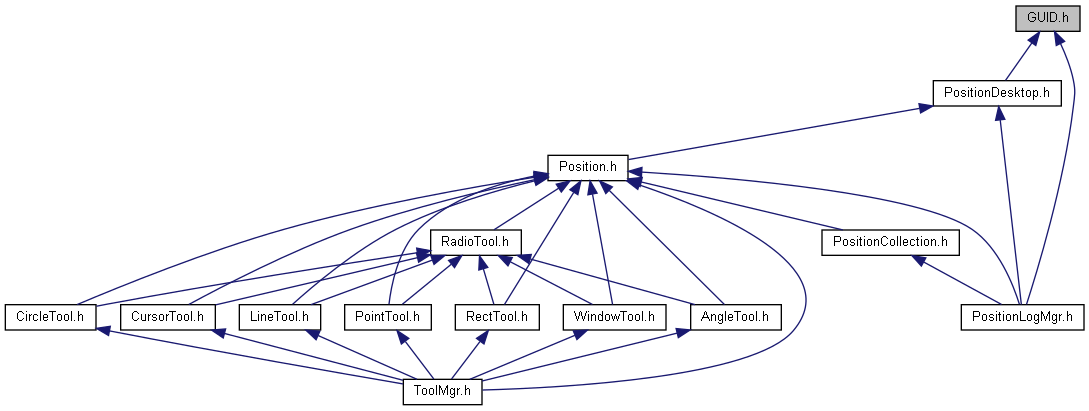 GUID.h
PositionDesktop.h
Position.h
RadioTool.h
PositionCollection.h
CircleTool.h
CursorTool.h
LineTool.h
PointTool.h
RectTool.h
WindowTool.h
AngleTool.h
PositionLogMgr.h
ToolMgr.h